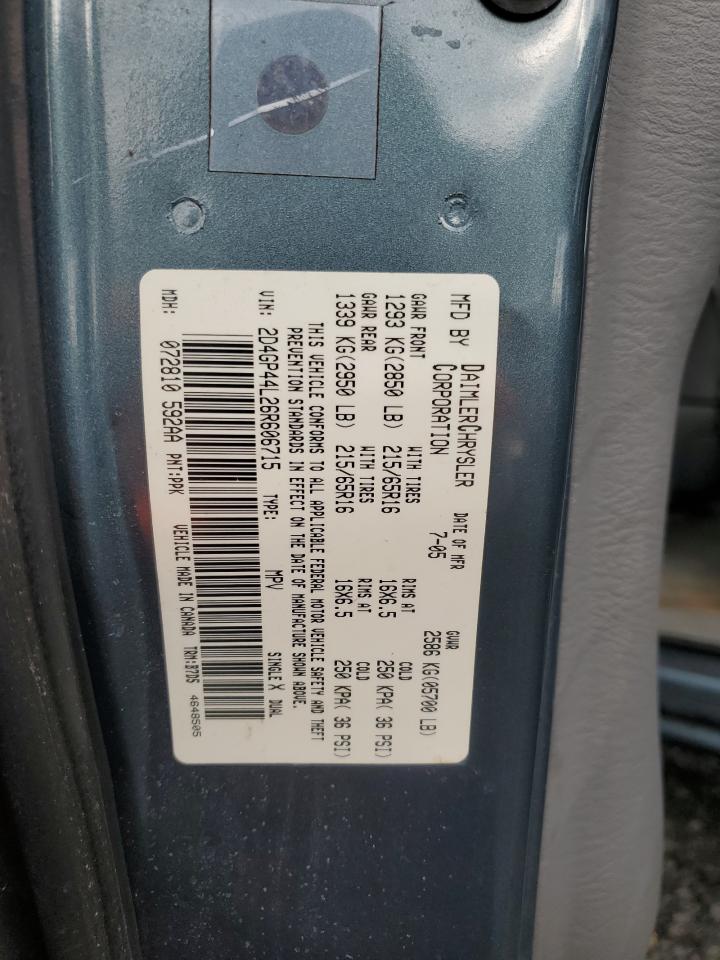 MFD BY DAIMLERCHRYSLER CORPORATION
DATE OF MFR 7-05
GVWR 2586 KG(05700 LB)
GAWR FRONT WITH TIRES RIMS AT COLD
1293 KG(2850 LB) 215/65R16 16X6.5 250 KPA( 36 PSI)
GAWR REAR WITH TIRES RIMS AT COLD
1339 KG(2950 LB) 215/65R16 16X6.5 250 KPA( 36 PSI)
THIS VEHICLE CONFORMS TO ALL APPLICABLE FEDERAL MOTOR VEHICLE SAFETY AND THEFT
PREVENTION STANDARDS IN EFFECT ON THE DATE OF MANUFACTURE SHOWN ABOVE.
VIN: 2D4GP44L26R606715 TYPE: MPV SINGLE X DUAL
MDH: 072810 592AA PNT:PPK
VEHICLE MADE IN CANADA TRM:B7D5 4648505